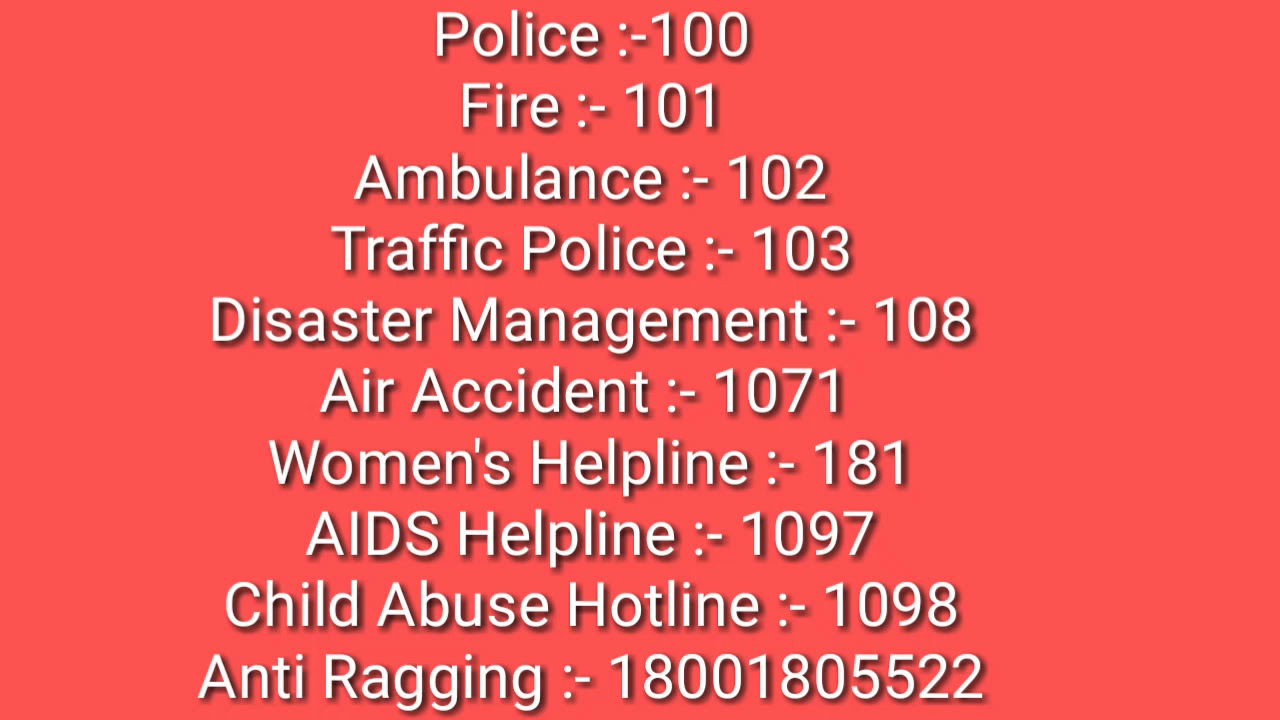 Police :-100
Fire :- 101
Ambulance :- 102
Traffic Police :- 103
Disaster Management :- 108
Air Accident :- 1071
Women's Helpline :- 181
AIDS Helpline :- 1097
Child Abuse Hotline :- 1098
Anti Ragging :- 18001805522